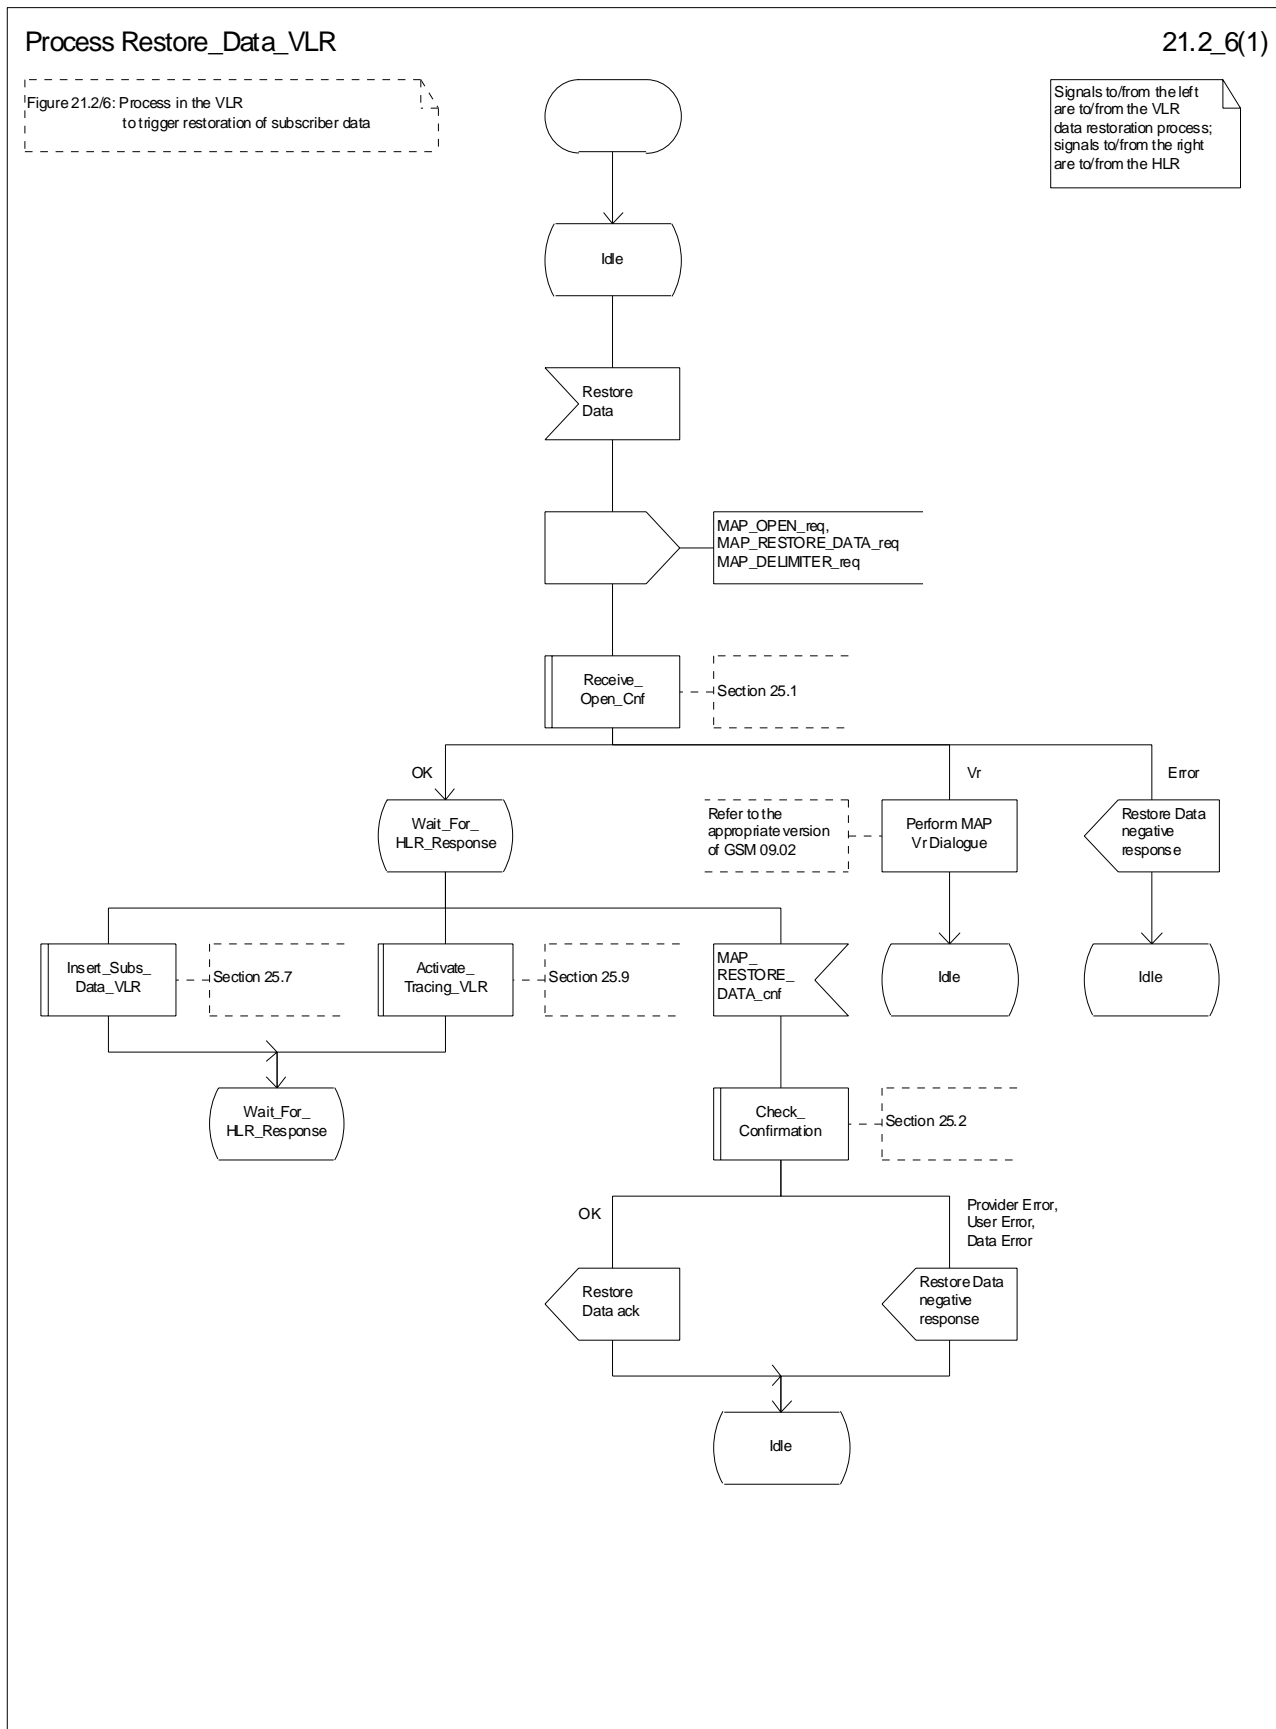 Process Restore_Data_VLR
21.2_6(1)
Figure 21.2/6: Process in the VLR
to trigger restoration of subscriber data
Signals to/from the left
are to/from the VLR
data restoration process;
signals to/from the right
are to/from the HLR
Idle
Restore
Data
MAP_OPEN_req,
MAP_RESTORE_DATA_req
MAP_DELIMITER_req
Receive_
Open_Cnf
Section 25.1
OK
Vr
Error
Wait_For_
HLR_Response
Refer to the
appropriate version
of GSM 09.02
Perform MAP
Vr Dialogue
Restore Data
negative
response
Insert_Subs_
Data_VLR
Section 25.7
Activate_
Tracing_VLR
Section 25.9
MAP_
RESTORE_
DATA_cnf
Idle
Idle
Wait_For_
HLR_Response
Check_
Confirmation
Section 25.2
OK
Provider Error,
User Error,
Data Error
Restore
Data ack
Restore Data
negative
response
Idle